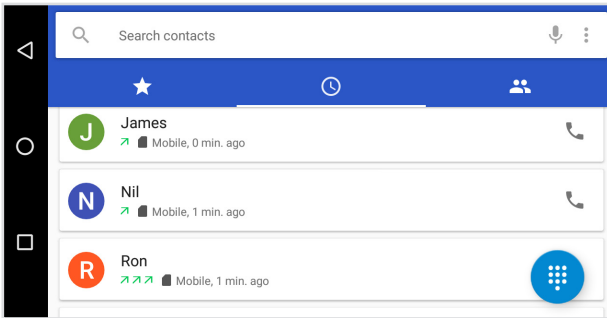 Search contacts
J
James
Mobile, 0 min. ago
N
Nil
Mobile, 1 min. ago
R
Ron
Mobile, 1 min. ago